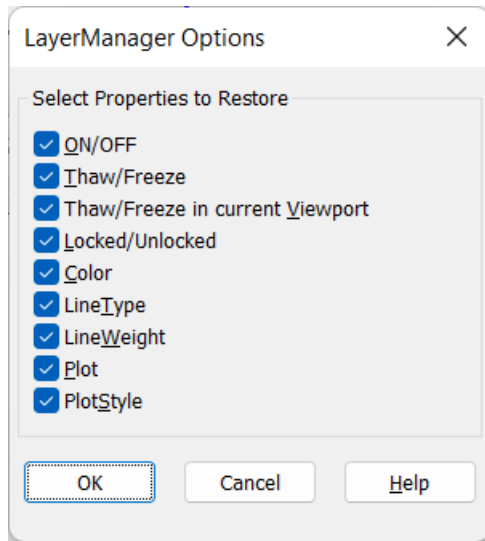 LayerManager Options
Select Properties to Restore
ON/OFF
Thaw/Freeze
Thaw/Freeze in current Viewport
Locked/Unlocked
Color
LineType
LineWeight
Plot
PlotStyle
OK Cancel Help